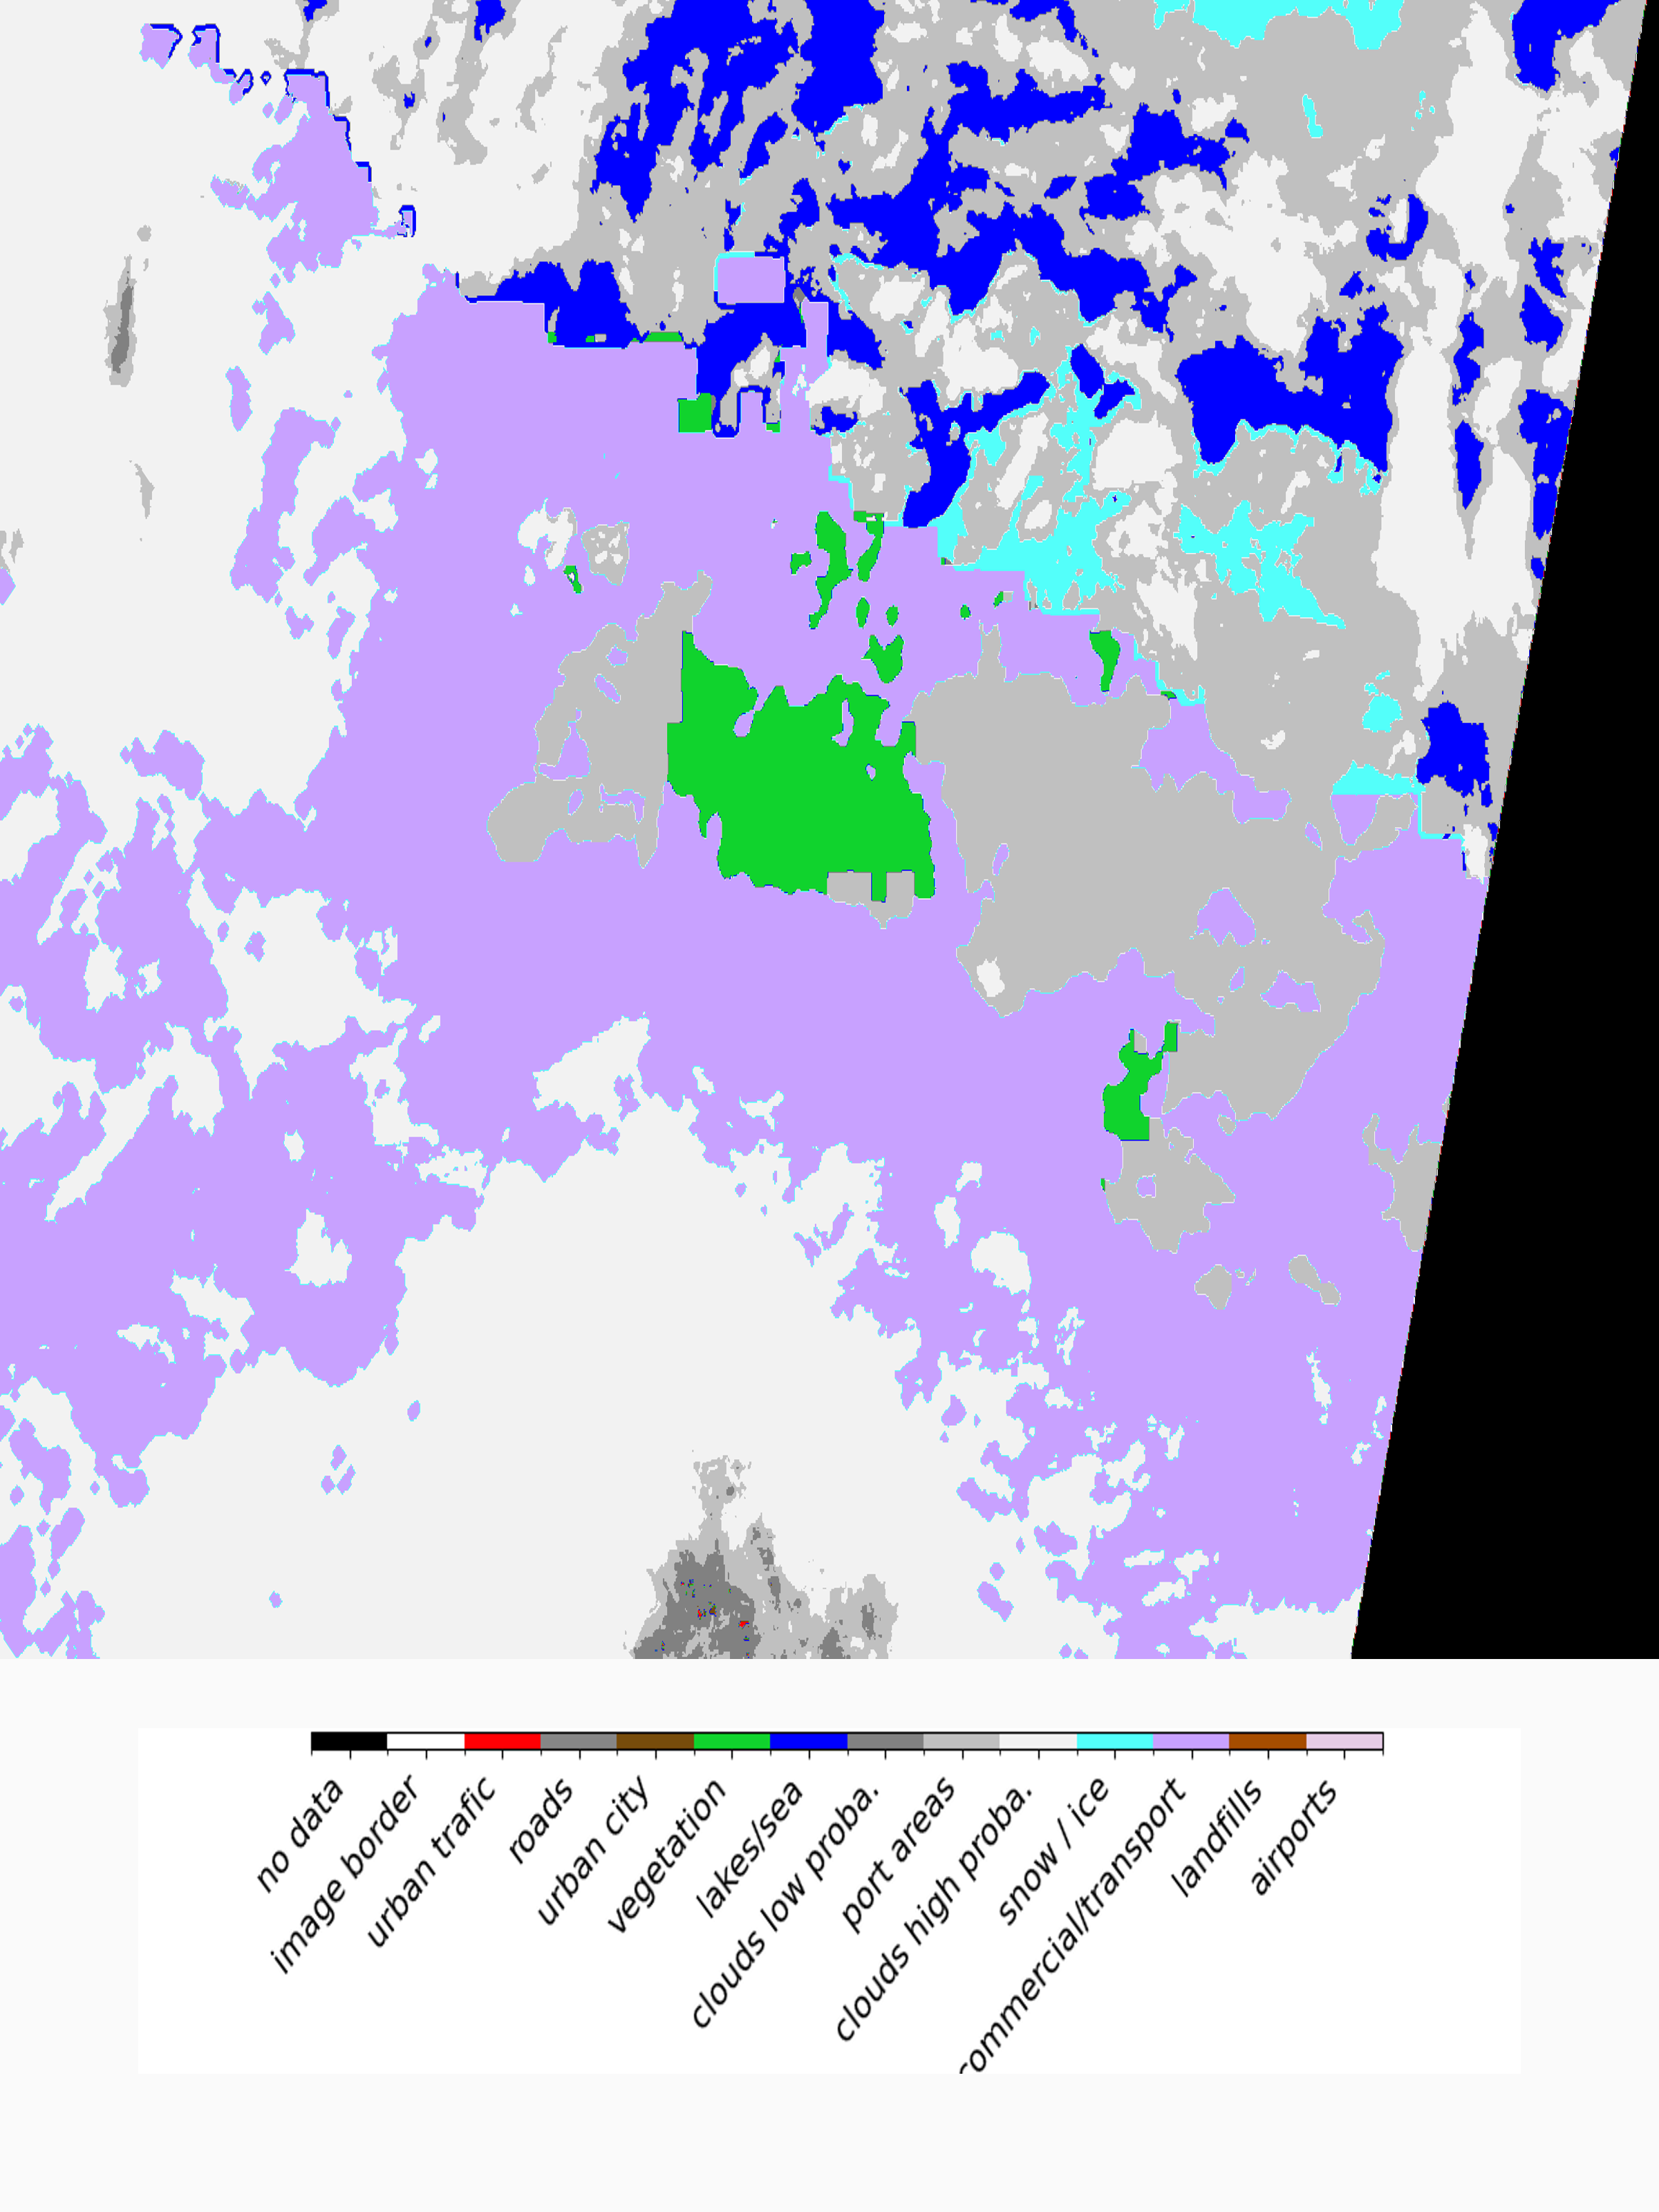 no data
image border
urban trafic
roads
urban city
vegetation
lakes/sea
clouds low proba.
port areas
clouds high proba.
snow / ice
ommercial/transport
landfills
airports